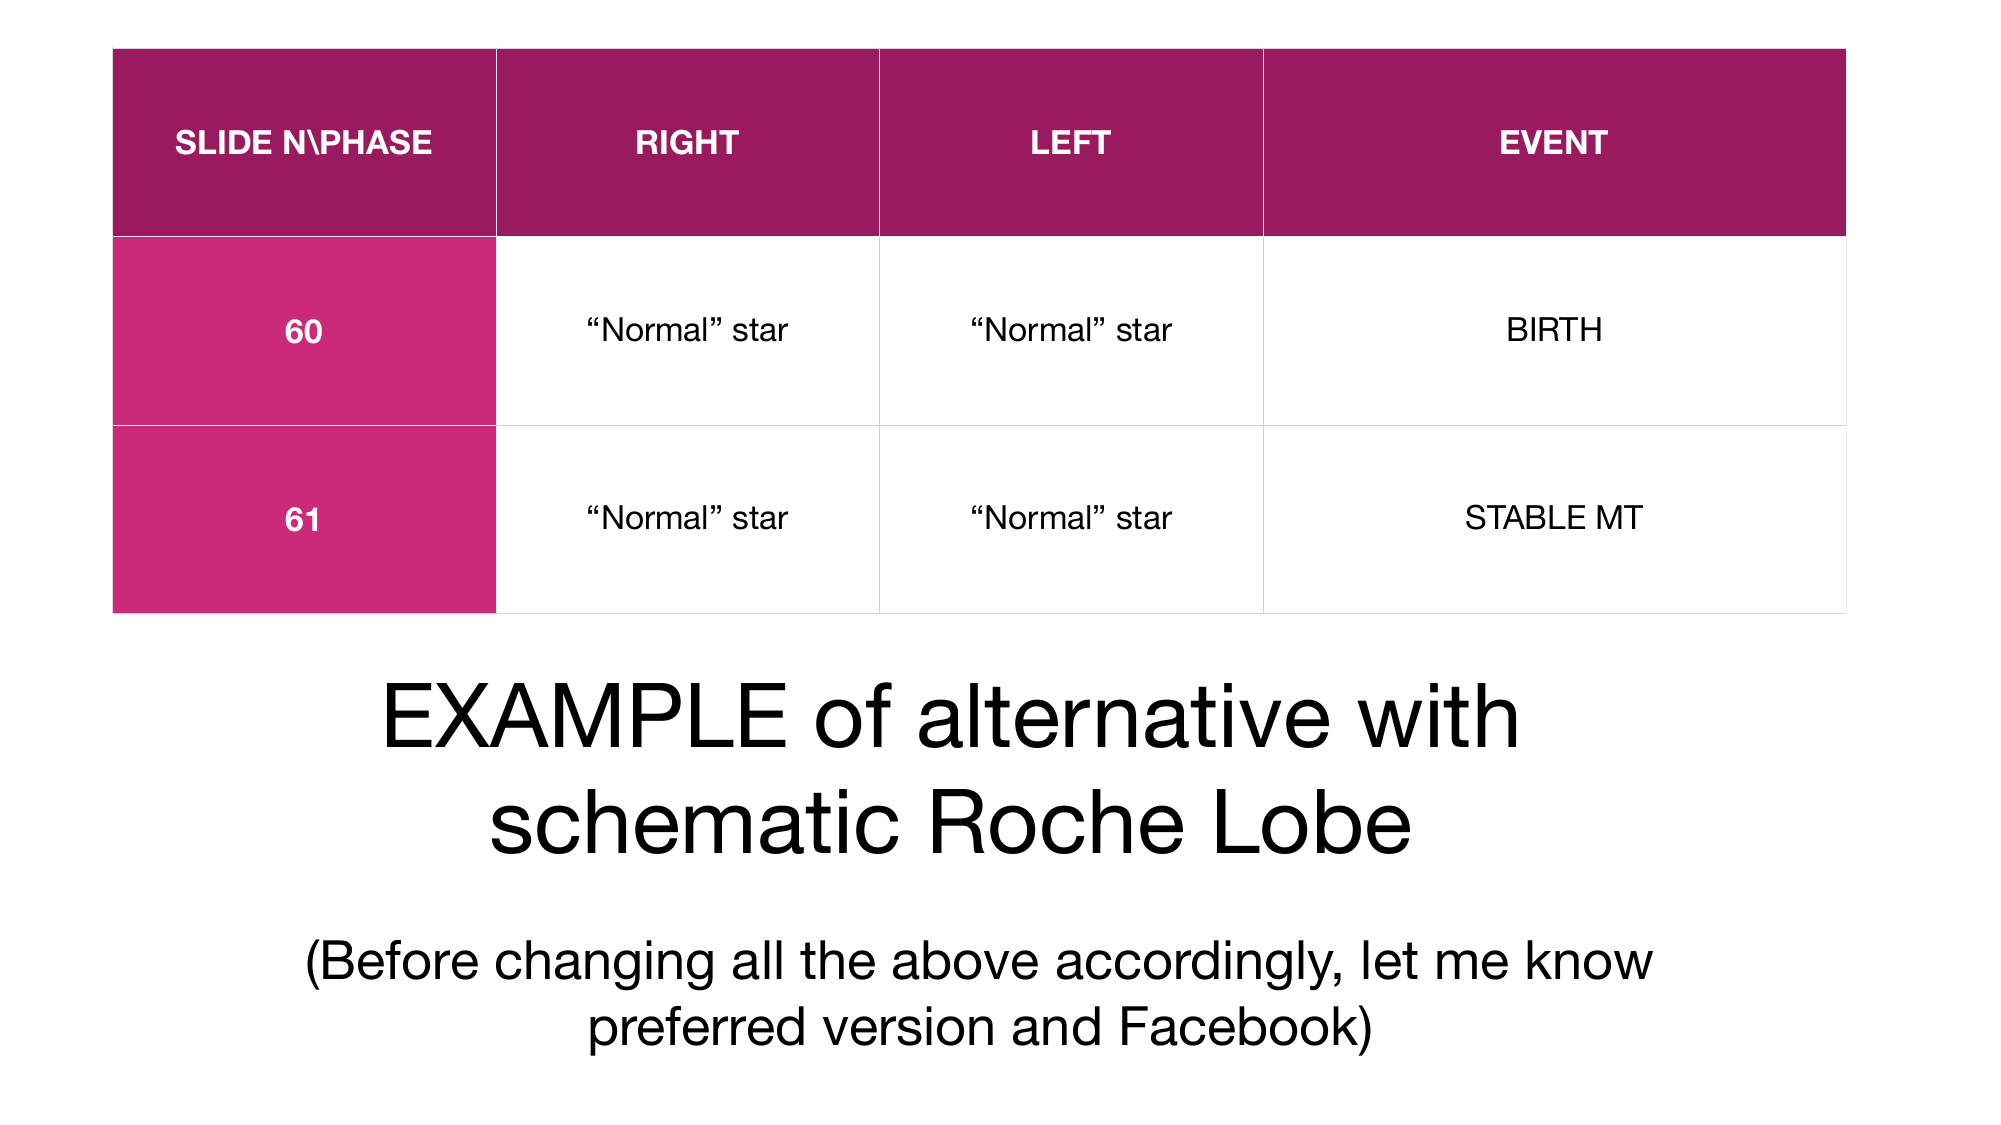 SLIDE N\PHASE RIGHT LEFT EVENT
60 “Normal” star “Normal” star BIRTH
61 “Normal” star “Normal” star STABLE MT
EXAMPLE of alternative with
schematic Roche Lobe
(Before changing all the above accordingly, let me know
preferred version and Facebook)